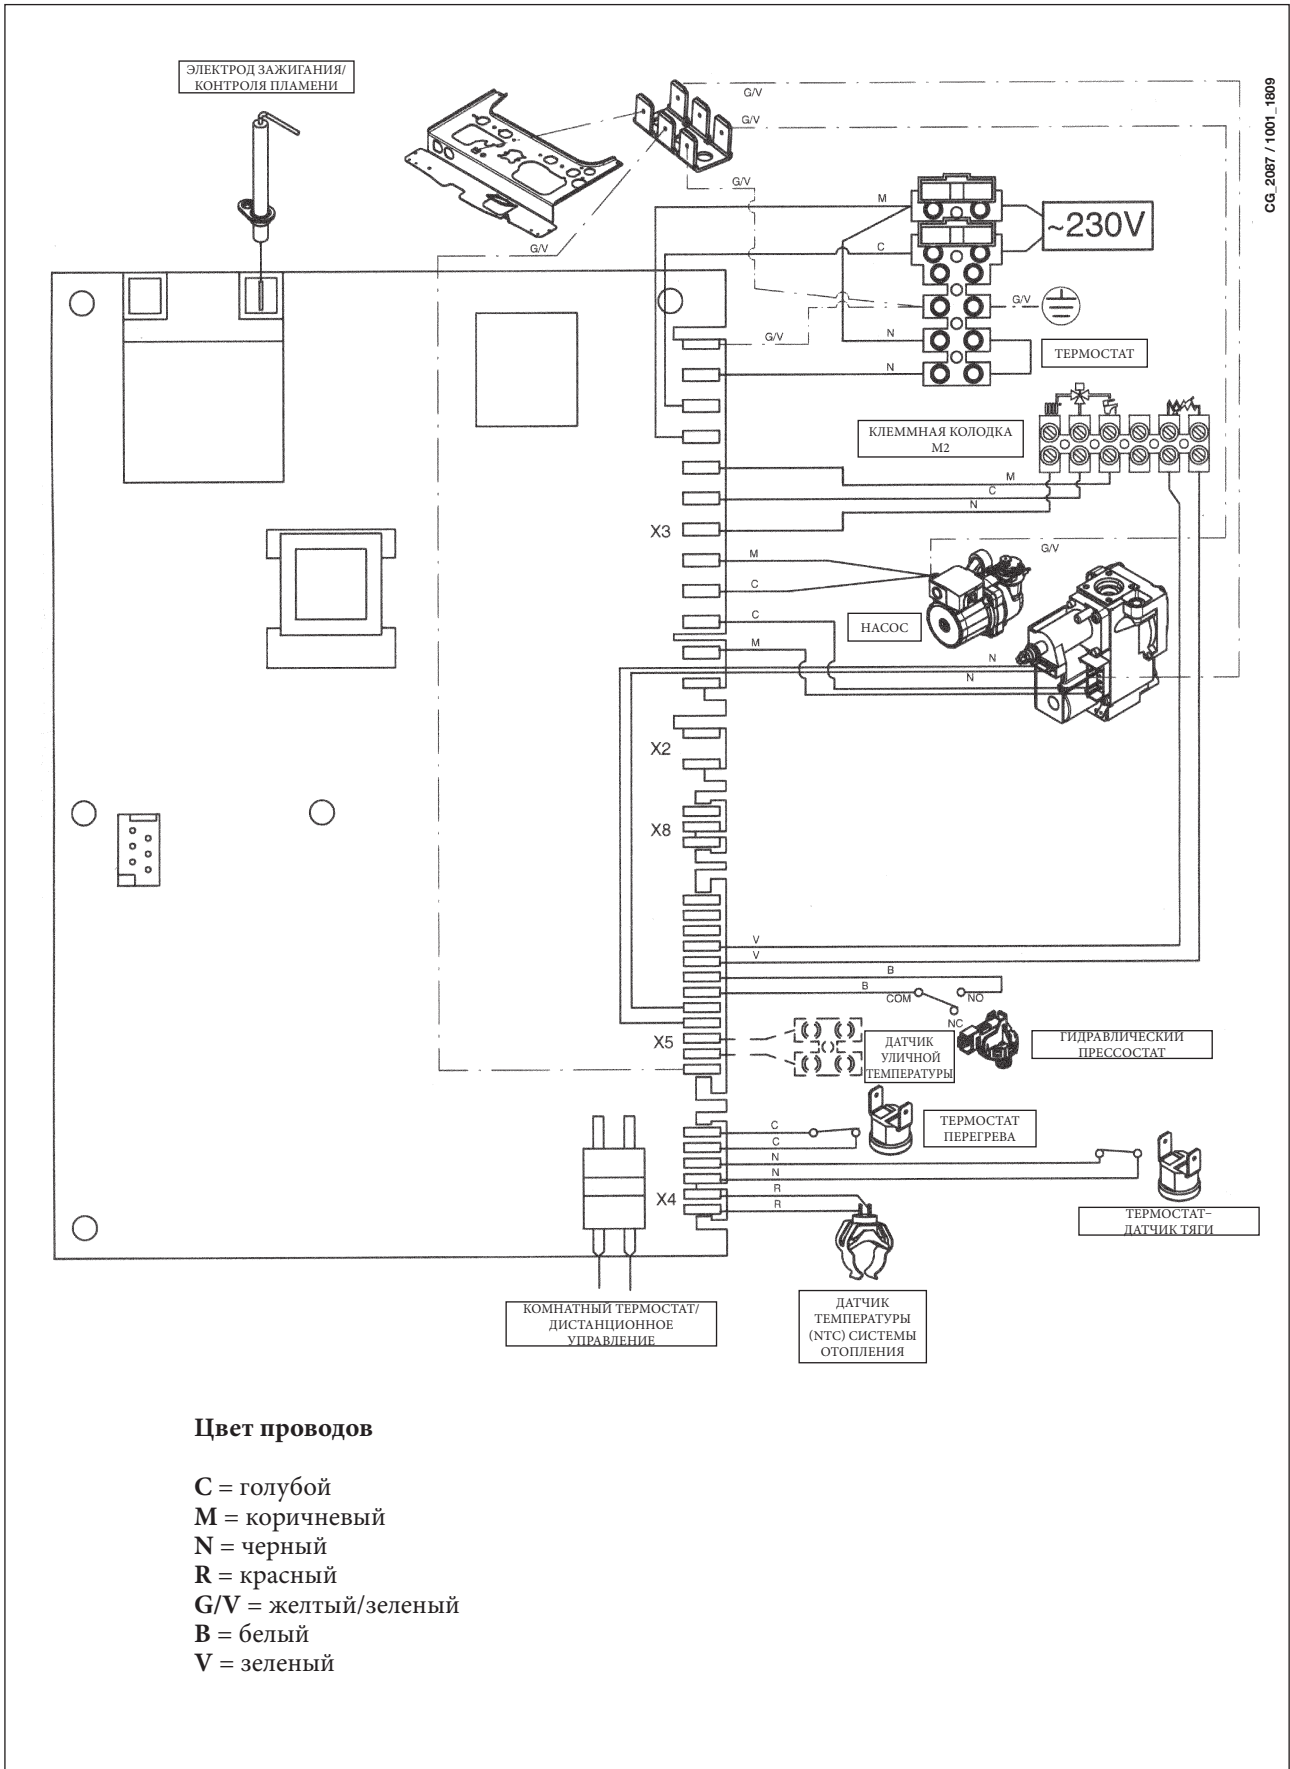 ЭЛЕКТРОД ЗАЖИГАНИЯ/
КОНТРОЛЯ ПЛАМЕНИ
CG_2087 / 1001_1809
G/V
G/V
G/V
G/V
M
C
~230V
G/V
G/V
N
N
ТЕРМОСТАТ
КЛЕММНАЯ КОЛОДКА
М2
M
C
N
X3
M
C
C
M
G/V
НАСОС
N
N
X2
X8
V
V
B
B
COM
NO
NC
X5
ДАТЧИК
УЛИЧНОЙ
ТЕМПЕРАТУРЫ
ГИДРАВЛИЧЕСКИЙ
ПРЕССОСТАТ
C
C
N
N
R
R
X4
ТЕРМОСТАТ
ПЕРЕГРЕВА
ТЕРМОСТАТ–
ДАТЧИК ТЯГИ
КОМНАТНЫЙ ТЕРМОСТАТ/
ДИСТАНЦИОННОЕ
УПРАВЛЕНИЕ
ДАТЧИК
ТЕМПЕРАТУРЫ
(NTC) СИСТЕМЫ
ОТОПЛЕНИЯ
Цвет проводов
C = голубой
M = коричневый
N = черный
R = красный
G/V = желтый/зеленый
B = белый
V = зеленый